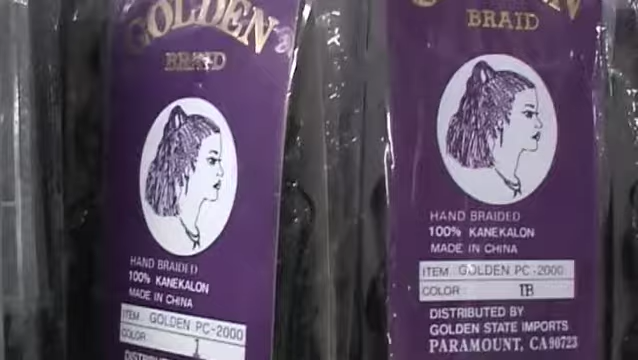 GOLDEN
BRAID
HAND BRAIDED
100% KANEKALON
MADE IN CHINA
ITEM GOLDEN PC-2000
COLOR 1
BRAID
HAND BRAIDED
100% KANEKALON
MADE IN CHINA
ITEM GOLDEN PC-2000
COLOR 1B
DISTRIBUTED BY
GOLDEN STATE IMPORTS
PARAMOUNT, CA 90723